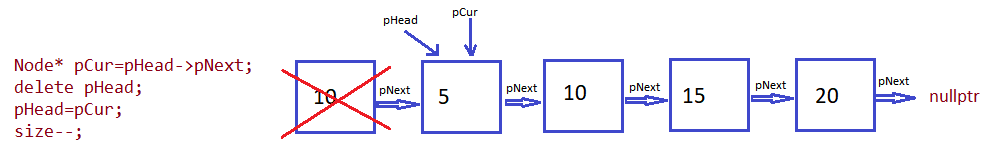 Node* pCur=pHead->pNext;
delete pHead;
pHead=pCur;
size--;
pHead
pCur
10
pNext
5
pNext
10
pNext
15
pNext
20
pNext
nullptr